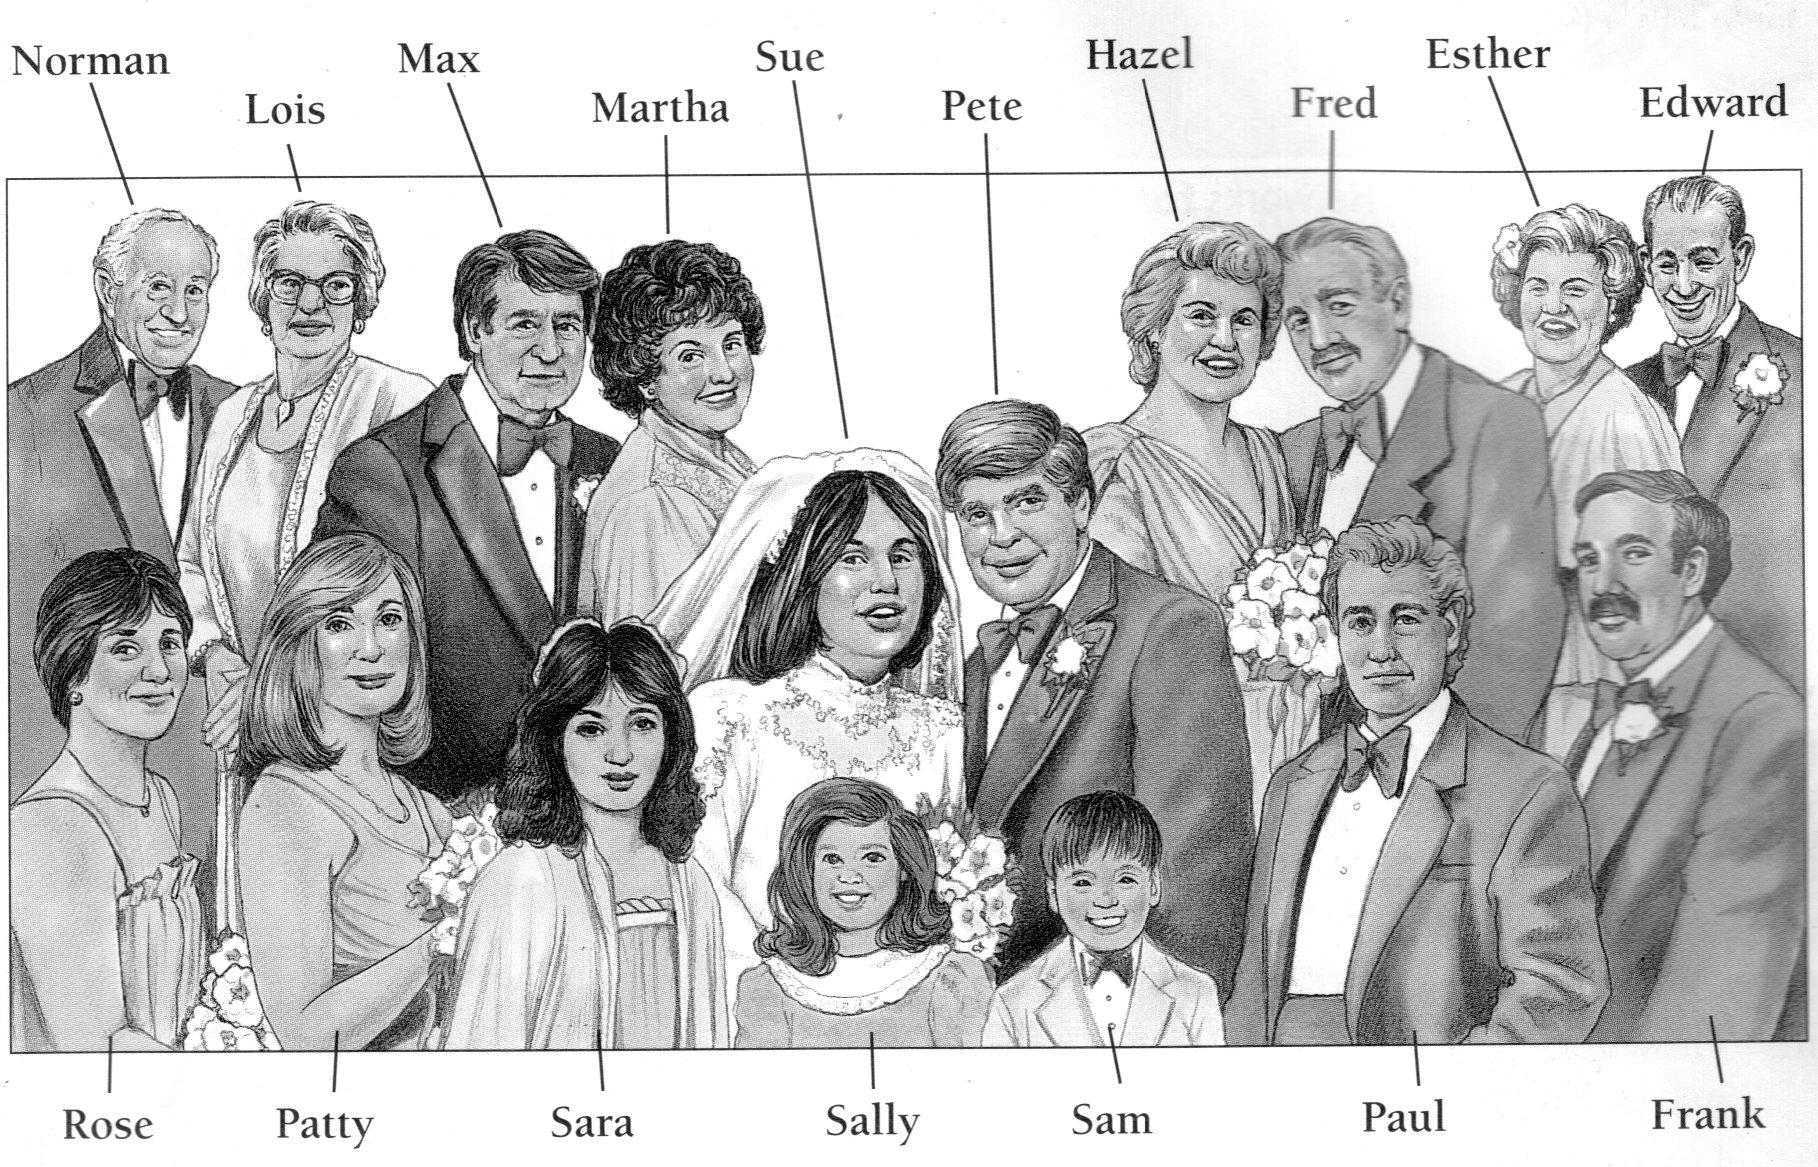 Norman
Lois
Max
Martha
Sue
Pete
Hazel
Fred
Esther
Edward
Rose
Patty
Sara
Sally
Sam
Paul
Frank